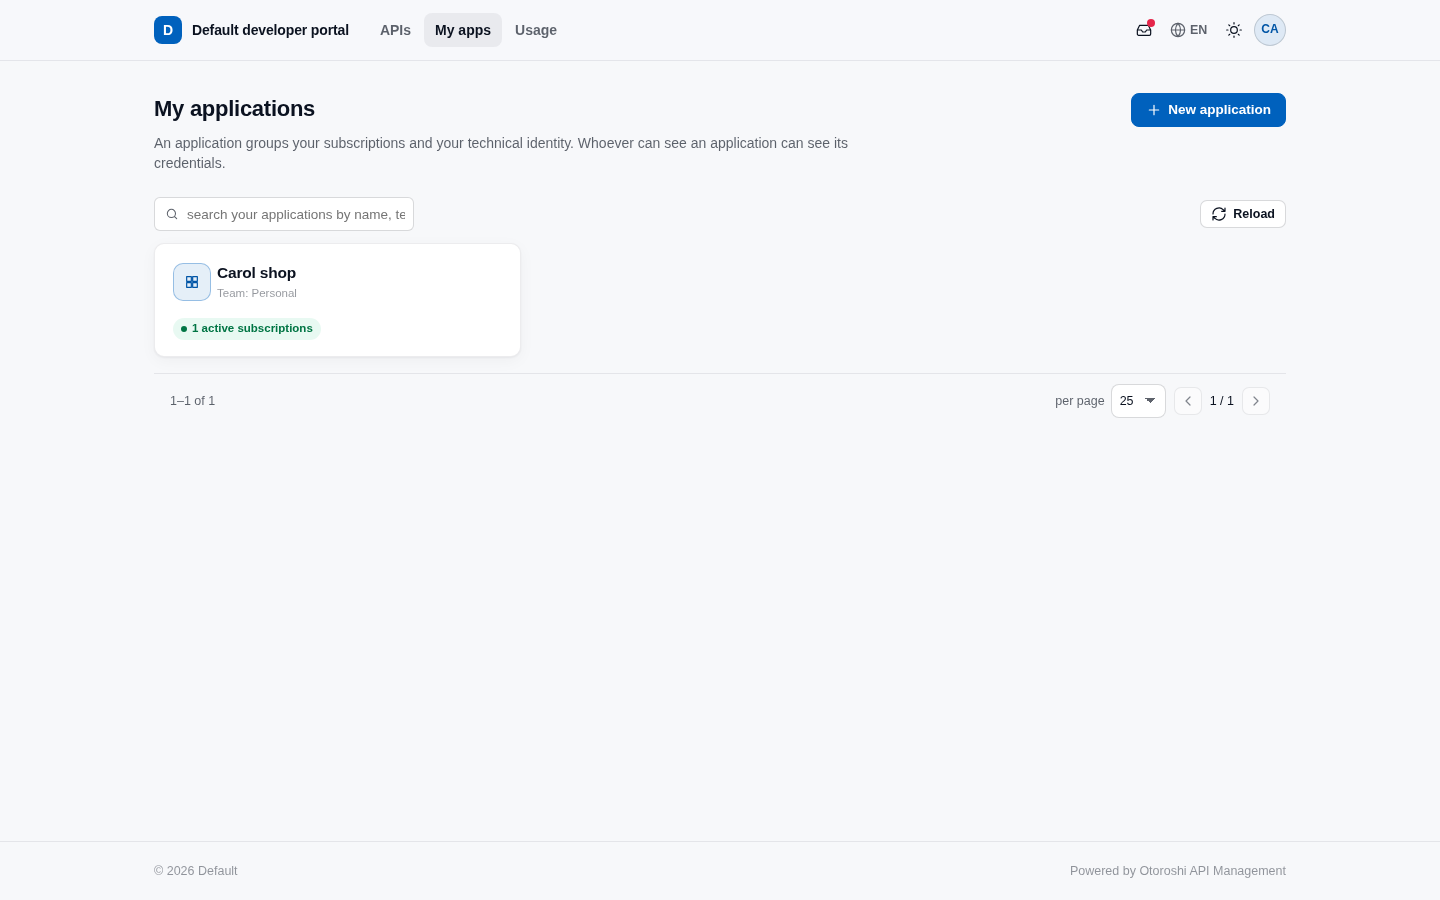 D Default developer portal APIs My apps Usage EN CA
My applications
New application
An application groups your subscriptions and your technical identity. Whoever can see an application can see its
credentials.
search your applications by name, te
Reload
Carol shop
Team: Personal
1 active subscriptions
1–1 of 1
per page 25 1 / 1
© 2026 Default
Powered by Otoroshi API Management